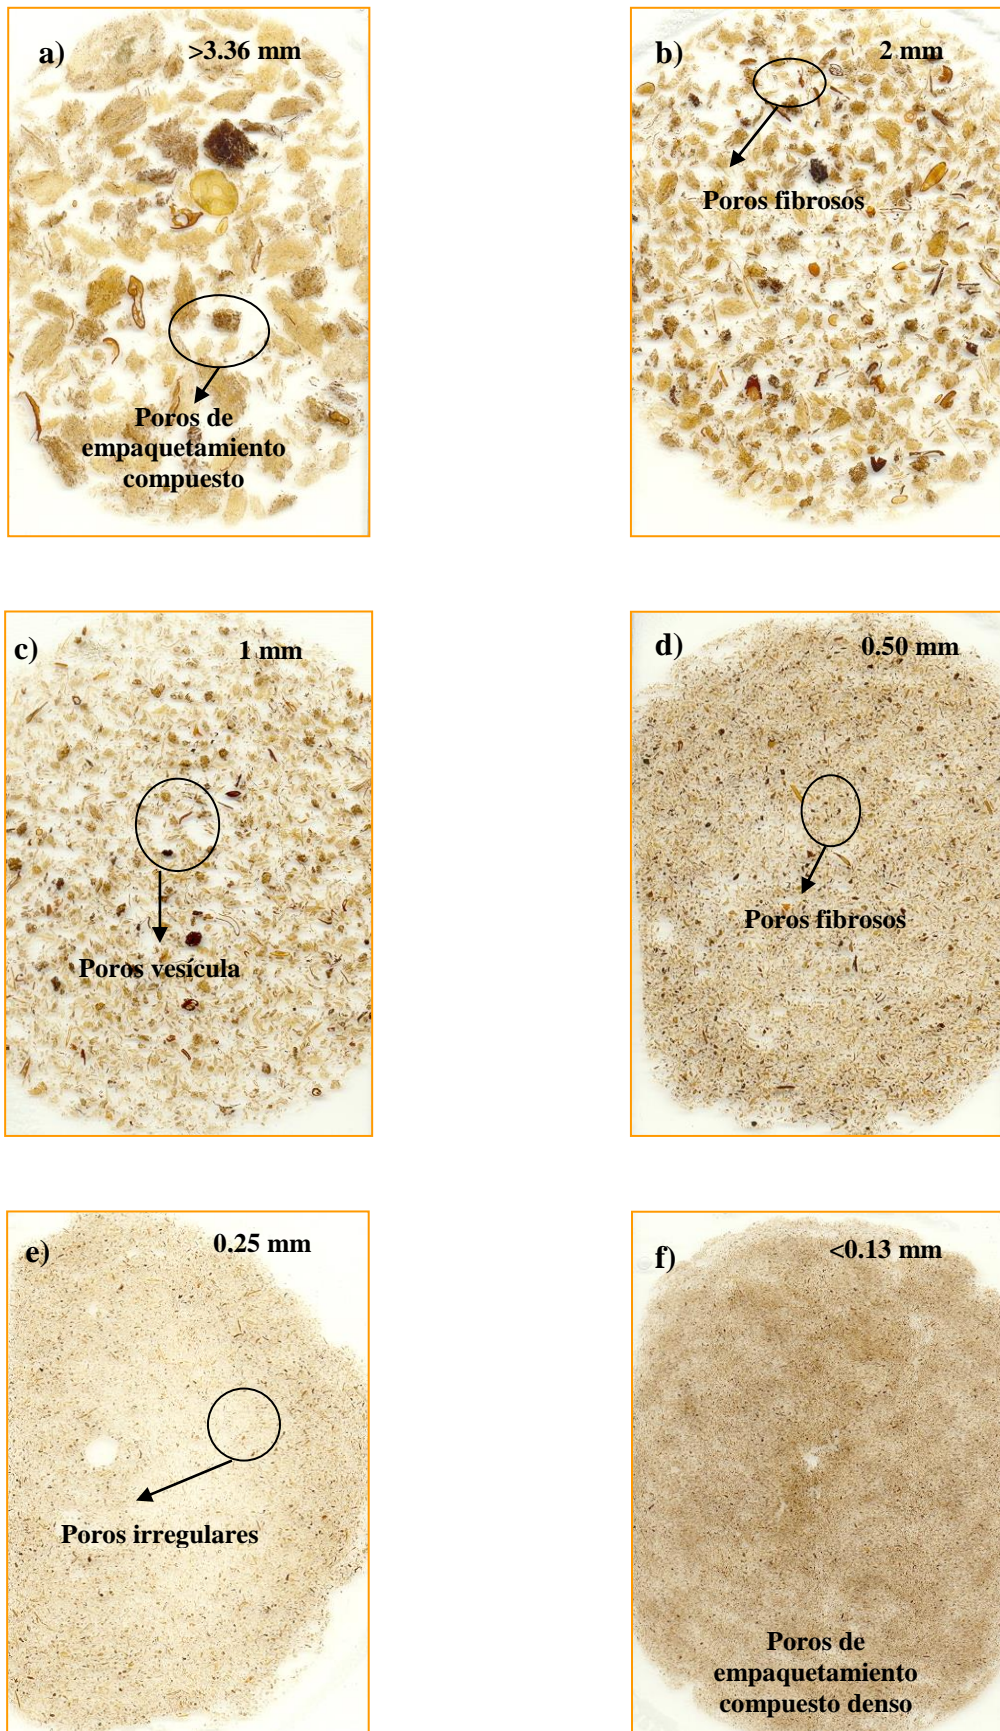 a)
>3.36 mm
Poros de
empaquetamiento
compuesto
b)
2 mm
Poros fibrosos
c)
1 mm
Poros vesícula
d)
0.50 mm
Poros fibrosos
e)
0.25 mm
Poros irregulares
f)
<0.13 mm
Poros de
empaquetamiento
compuesto denso